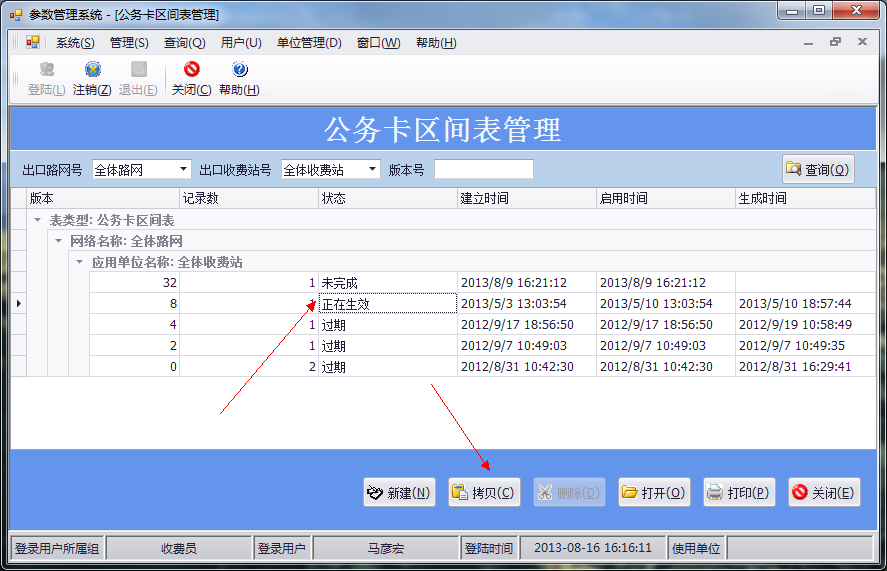 参数管理系统 - [公务卡区间表管理]
系统(S) 管理(S) 查询(Q) 用户(U) 单位管理(D) 窗口(W) 帮助(H)
登陆(L) 注销(Z) 退出(E) 关闭(C) 帮助(H)
公务卡区间表管理
出口路网号 全体路网 出口收费站号 全体收费站 版本号 查询(Q)
版本 记录数 状态 建立时间 启用时间 生成时间
表类型: 公务卡区间表
网络名称: 全体路网
应用单位名称: 全体收费站
32 1 未完成 2013/8/9 16:21:12 2013/8/9 16:21:12
8 1 正在生效 2013/5/3 13:03:54 2013/5/10 13:03:54 2013/5/10 18:57:44
4 1 过期 2012/9/17 18:56:50 2012/9/17 18:56:50 2012/9/19 10:58:49
2 1 过期 2012/9/7 10:49:03 2012/9/7 10:49:03 2012/9/7 10:49:35
0 2 过期 2012/8/31 10:42:30 2012/8/31 10:42:30 2012/8/31 16:29:41
新建(N) 拷贝(C) 删除(D) 打开(O) 打印(P) 关闭(E)
登录用户所属组 收费员 登录用户 马彦宏 登陆时间 2013-08-16 16:16:11 使用单位